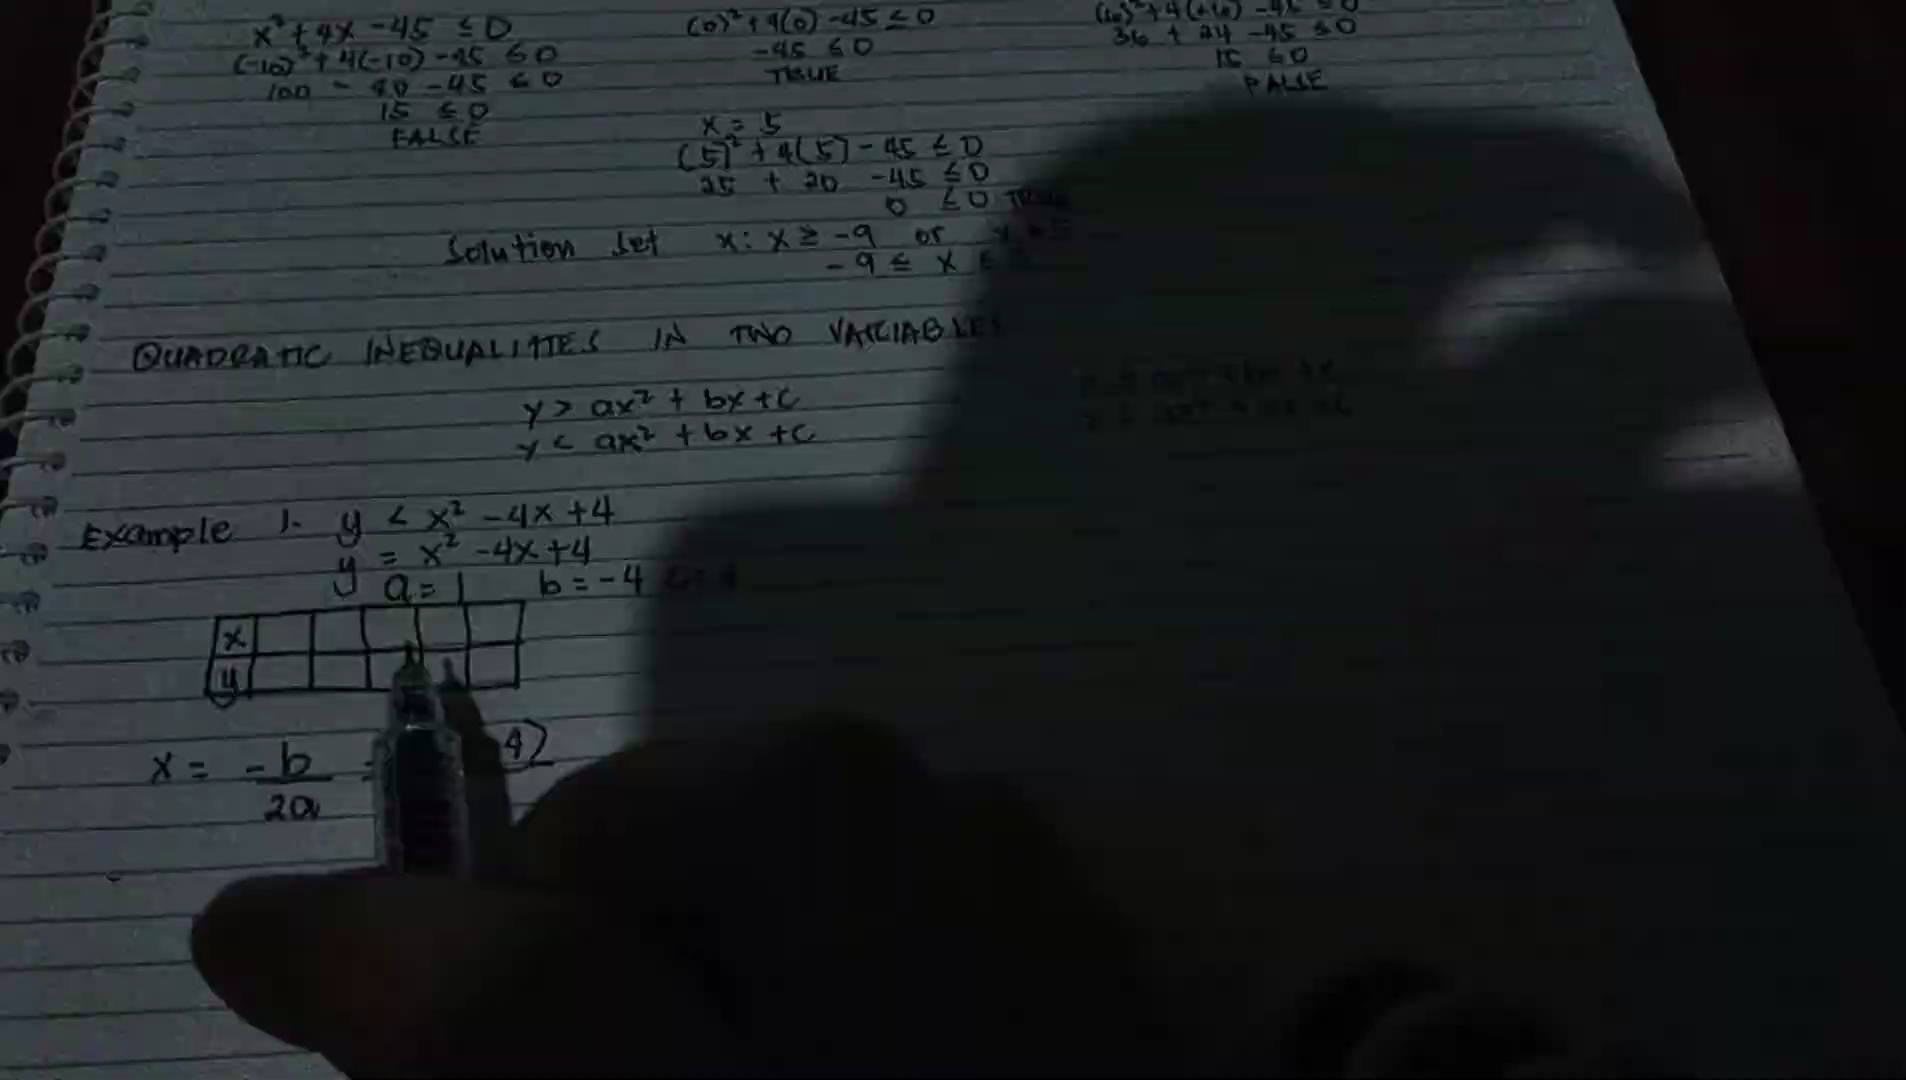 x² + 4x - 45 ≤ 0
(-10)² + 4(-10) - 45 ≤ 0
100 - 40 - 45 ≤ 0
15 ≤ 0
FALSE
(0)² + 4(0) - 45 ≤ 0
-45 ≤ 0
TRUE
x = 5
(5)² + 4(5) - 45 ≤ 0
25 + 20 - 45 ≤ 0
0 ≤ 0 TRUE
36 + 24 - 45 ≤ 0
15 ≤ 0
FALSE
Solution set x: x ≥ -9 or
-9 ≤ x
QUADRATIC INEQUALITIES IN TWO VARIABLES
y > ax² + bx + c
y < ax² + bx + c
Example 1. y < x² - 4x + 4
y = x² - 4x + 4
a = 1 b = -4
x
y
x = -b
2a
4)